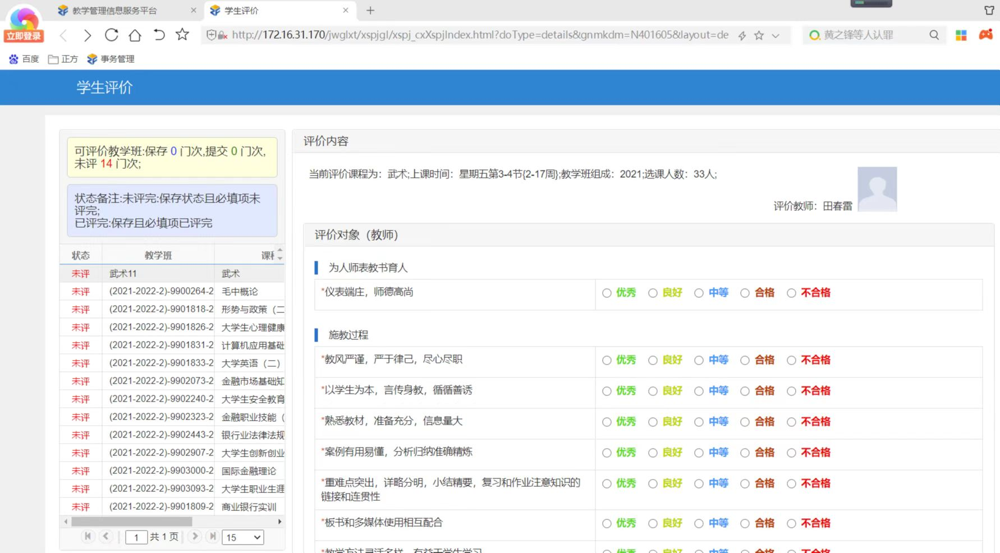 教学管理信息服务平台
学生评价
立即登录
http://172.16.31.170/jwglxt/xspjgl/xspj_cxXspjIndex.html?doType=details&gnmkdm=N401605&layout=de
黄之锋等人认罪
百度
正方
事务管理
学生评价
可评价教学班:保存 0 门次,提交 0 门次,
未评 14 门次;
状态备注:未评完:保存状态且必填项未
评完;
已评完:保存且必填项已评完
状态 教学班 课程
未评 武术11 武术
未评 (2021-2022-2)-9900264-2 毛中概论
未评 (2021-2022-2)-9901818-2 形势与政策（二
未评 (2021-2022-2)-9901826-2 大学生心理健康
未评 (2021-2022-2)-9901831-2 计算机应用基础
未评 (2021-2022-2)-9901833-2 大学英语（二）
未评 (2021-2022-2)-9902073-2 金融市场基础知
未评 (2021-2022-2)-9902240-2 大学生安全教育
未评 (2021-2022-2)-9902323-2 金融职业技能（
未评 (2021-2022-2)-9902443-2 银行业法律法规
未评 (2021-2022-2)-9902907-2 大学生创新创业
未评 (2021-2022-2)-9903000-2 国际金融理论
未评 (2021-2022-2)-9903093-2 大学生职业生涯
未评 (2021-2022-2)-9901809-2 商业银行实训
1 共 1 页 15
评价内容
当前评价课程为：武术;上课时间：星期五第3-4节{2-17周};教学班组成：2021;选课人数：33人;
评价教师：田春雷
评价对象（教师）
为人师表教书育人
*仪表端庄，师德高尚 优秀 良好 中等 合格 不合格
施教过程
*教风严谨，严于律己，尽心尽职 优秀 良好 中等 合格 不合格
*以学生为本，言传身教，循循善诱 优秀 良好 中等 合格 不合格
*熟悉教材，准备充分，信息量大 优秀 良好 中等 合格 不合格
*案例有用易懂，分析归纳准确精炼 优秀 良好 中等 合格 不合格
*重难点突出，详略分明，小结精要，复习和作业注意知识的
链接和连贯性 优秀 良好 中等 合格 不合格
*板书和多媒体使用相互配合 优秀 良好 中等 合格 不合格
*教学方法灵活多样，有益于学生学习 优秀 良好 中等 合格 不合格